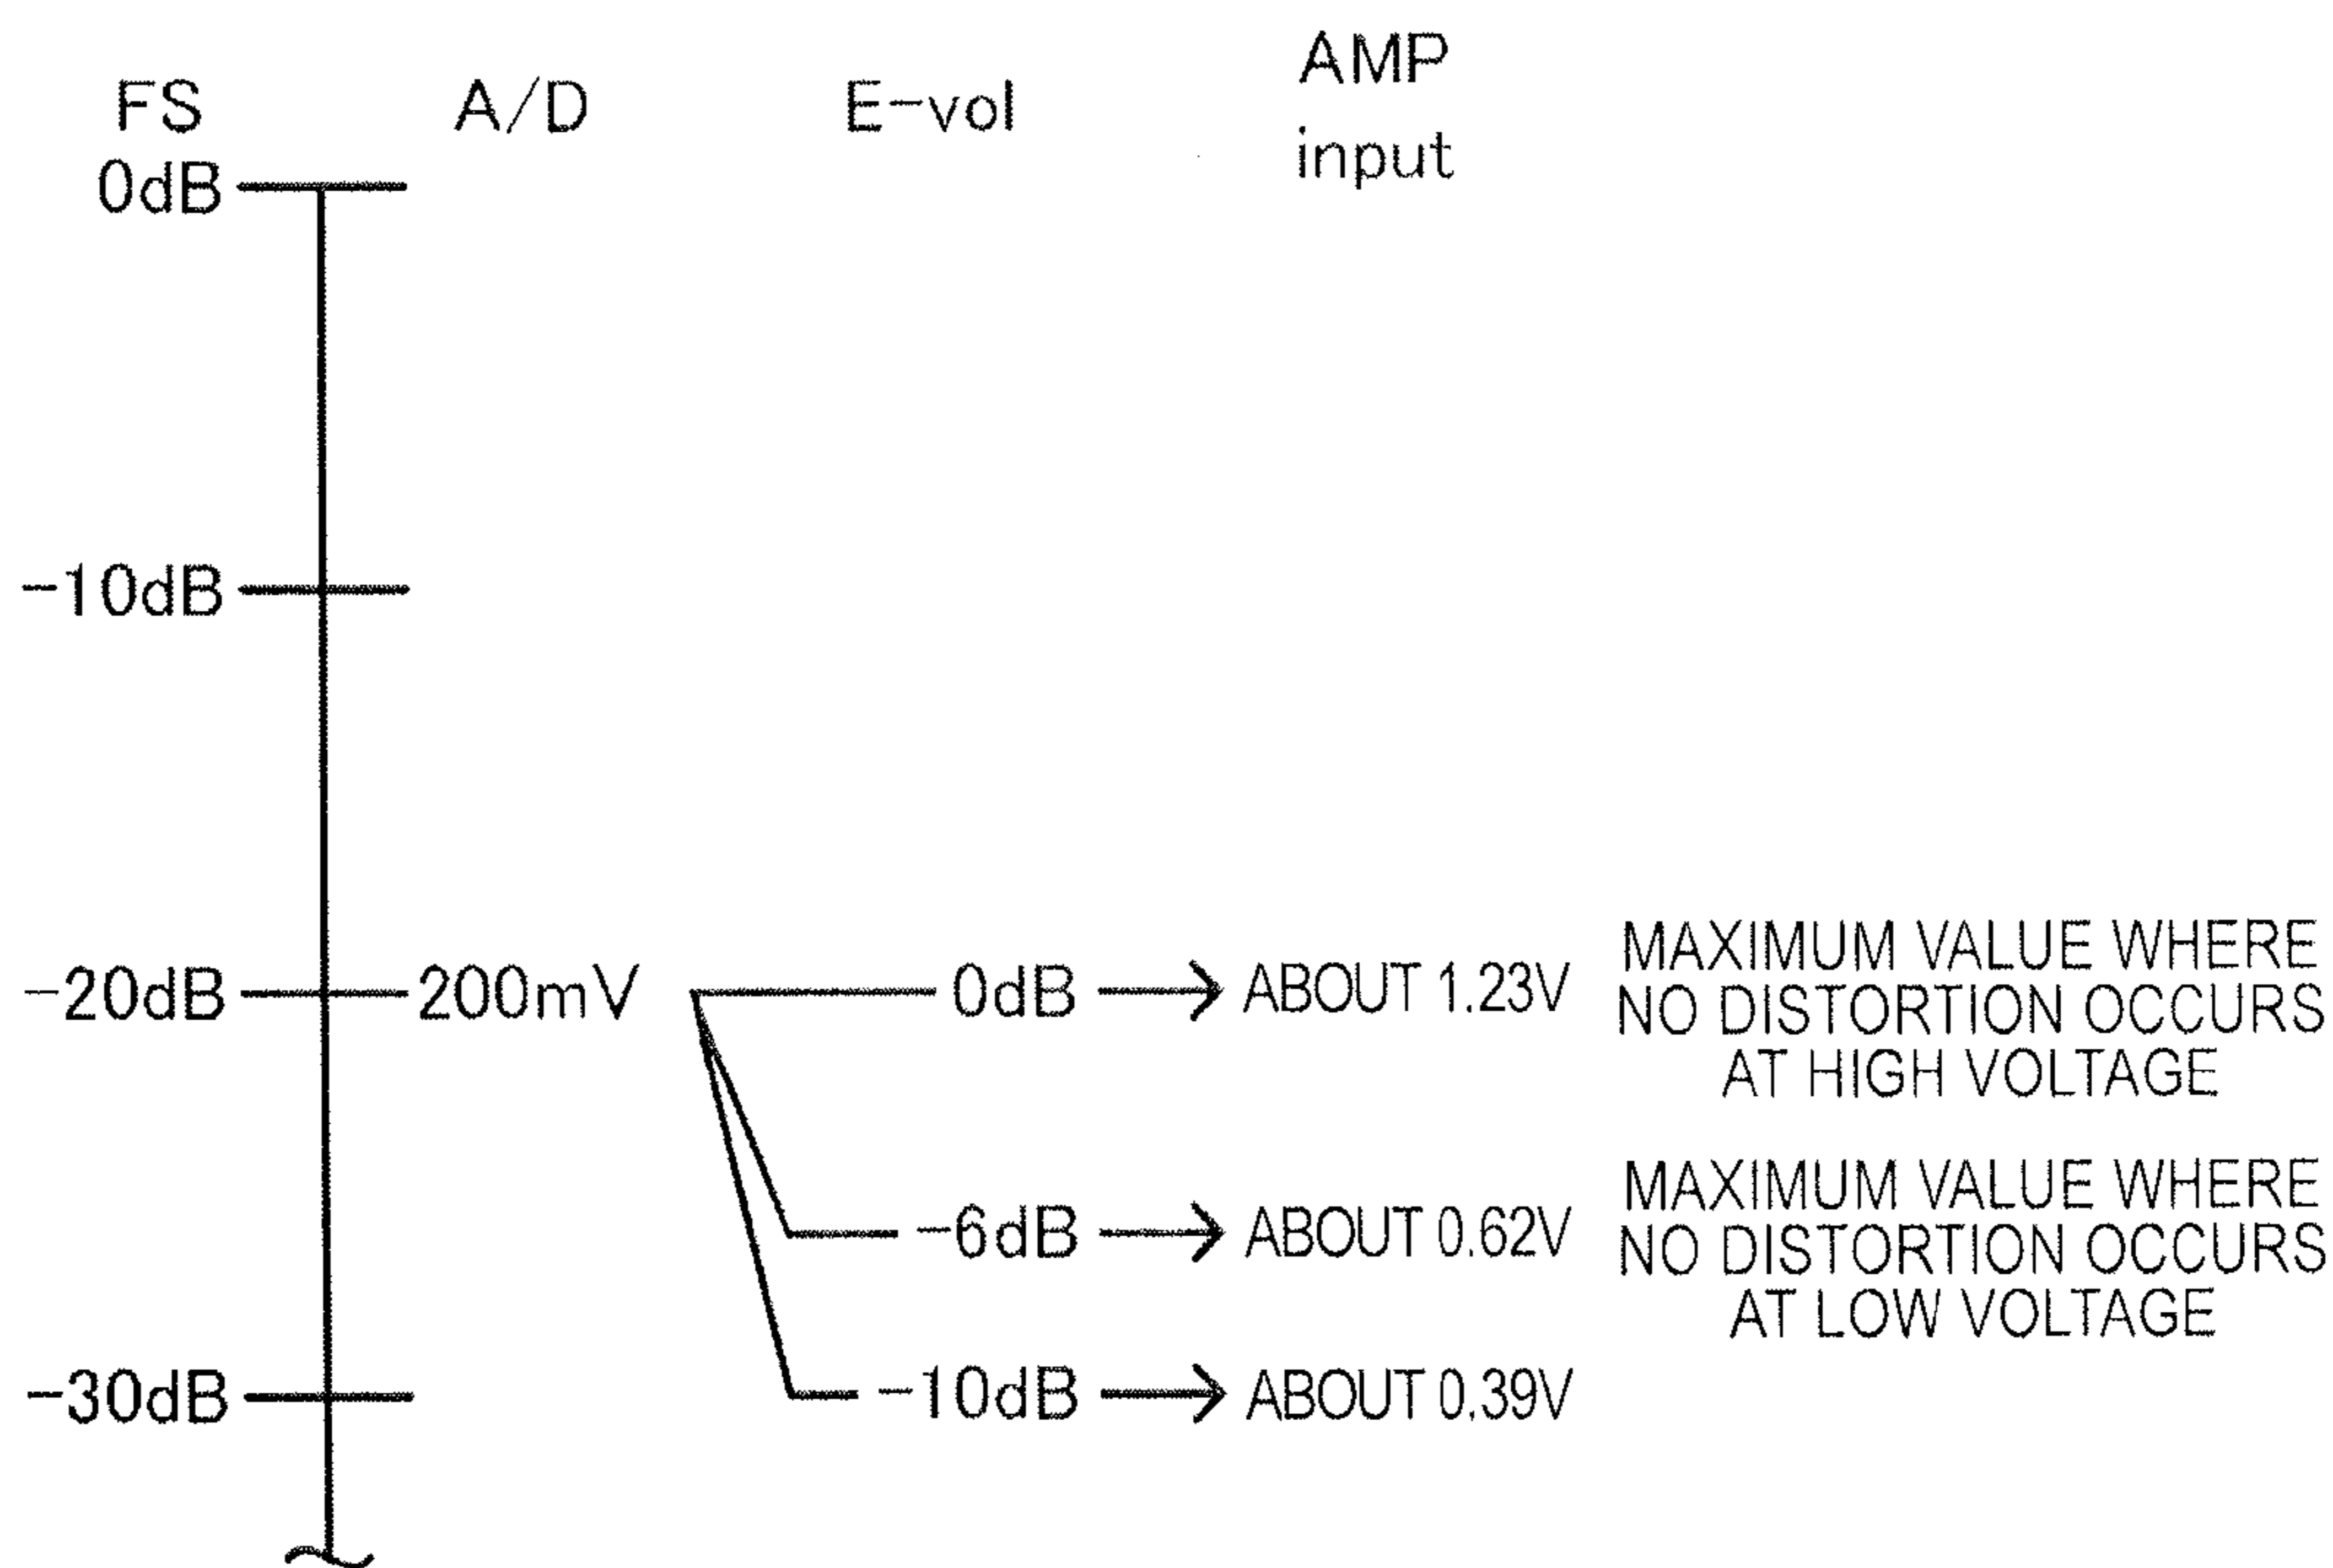 FS
A/D
E-vol
AMP
input
0dB
-10dB
-20dB
200mV
0dB
ABOUT 1.23V
MAXIMUM VALUE WHERE
NO DISTORTION OCCURS
AT HIGH VOLTAGE
-6dB
ABOUT 0.62V
MAXIMUM VALUE WHERE
NO DISTORTION OCCURS
AT LOW VOLTAGE
-30dB
-10dB
ABOUT 0.39V